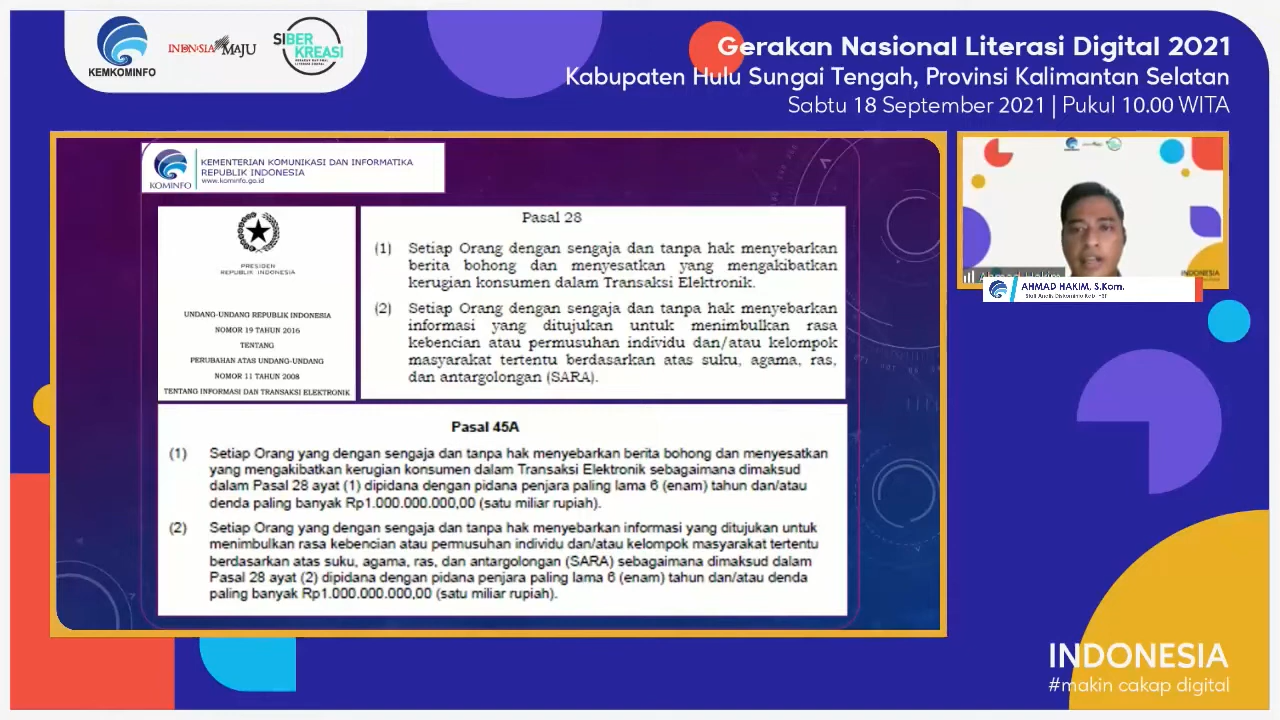 KEMKOMINFO
INDONESIA MAJU
SIBER
KREASI
Gerakan Nasional Literasi Digital 2021
Kabupaten Hulu Sungai Tengah, Provinsi Kalimantan Selatan
Sabtu 18 September 2021 | Pukul 10.00 WITA
KOMINFO
KEMENTERIAN KOMUNIKASI DAN INFORMATIKA
REPUBLIK INDONESIA
www.kominfo.go.id
PRESIDEN
REPUBLIK INDONESIA
UNDANG-UNDANG REPUBLIK INDONESIA
NOMOR 19 TAHUN 2016
TENTANG
PERUBAHAN ATAS UNDANG-UNDANG
NOMOR 11 TAHUN 2008
TENTANG INFORMASI DAN TRANSAKSI ELEKTRONIK
Pasal 28
(1) Setiap Orang dengan sengaja dan tanpa hak menyebarkan
berita bohong dan menyesatkan yang mengakibatkan
kerugian konsumen dalam Transaksi Elektronik.
(2) Setiap Orang dengan sengaja dan tanpa hak menyebarkan
informasi yang ditujukan untuk menimbulkan rasa
kebencian atau permusuhan individu dan/atau kelompok
masyarakat tertentu berdasarkan atas suku, agama, ras,
dan antargolongan (SARA).
Pasal 45A
(1) Setiap Orang yang dengan sengaja dan tanpa hak menyebarkan berita bohong dan menyesatkan
yang mengakibatkan kerugian konsumen dalam Transaksi Elektronik sebagaimana dimaksud
dalam Pasal 28 ayat (1) dipidana dengan pidana penjara paling lama 6 (enam) tahun dan/atau
denda paling banyak Rp1.000.000.000,00 (satu miliar rupiah).
(2) Setiap Orang yang dengan sengaja dan tanpa hak menyebarkan informasi yang ditujukan untuk
menimbulkan rasa kebencian atau permusuhan individu dan/atau kelompok masyarakat tertentu
berdasarkan atas suku, agama, ras, dan antargolongan (SARA) sebagaimana dimaksud dalam
Pasal 28 ayat (2) dipidana dengan pidana penjara paling lama 6 (enam) tahun dan/atau denda
paling banyak Rp1.000.000.000,00 (satu miliar rupiah).
INDONESIA
Ahmad Hakim
AHMAD HAKIM, S.Kom.
INDONESIA
#makin cakap digital